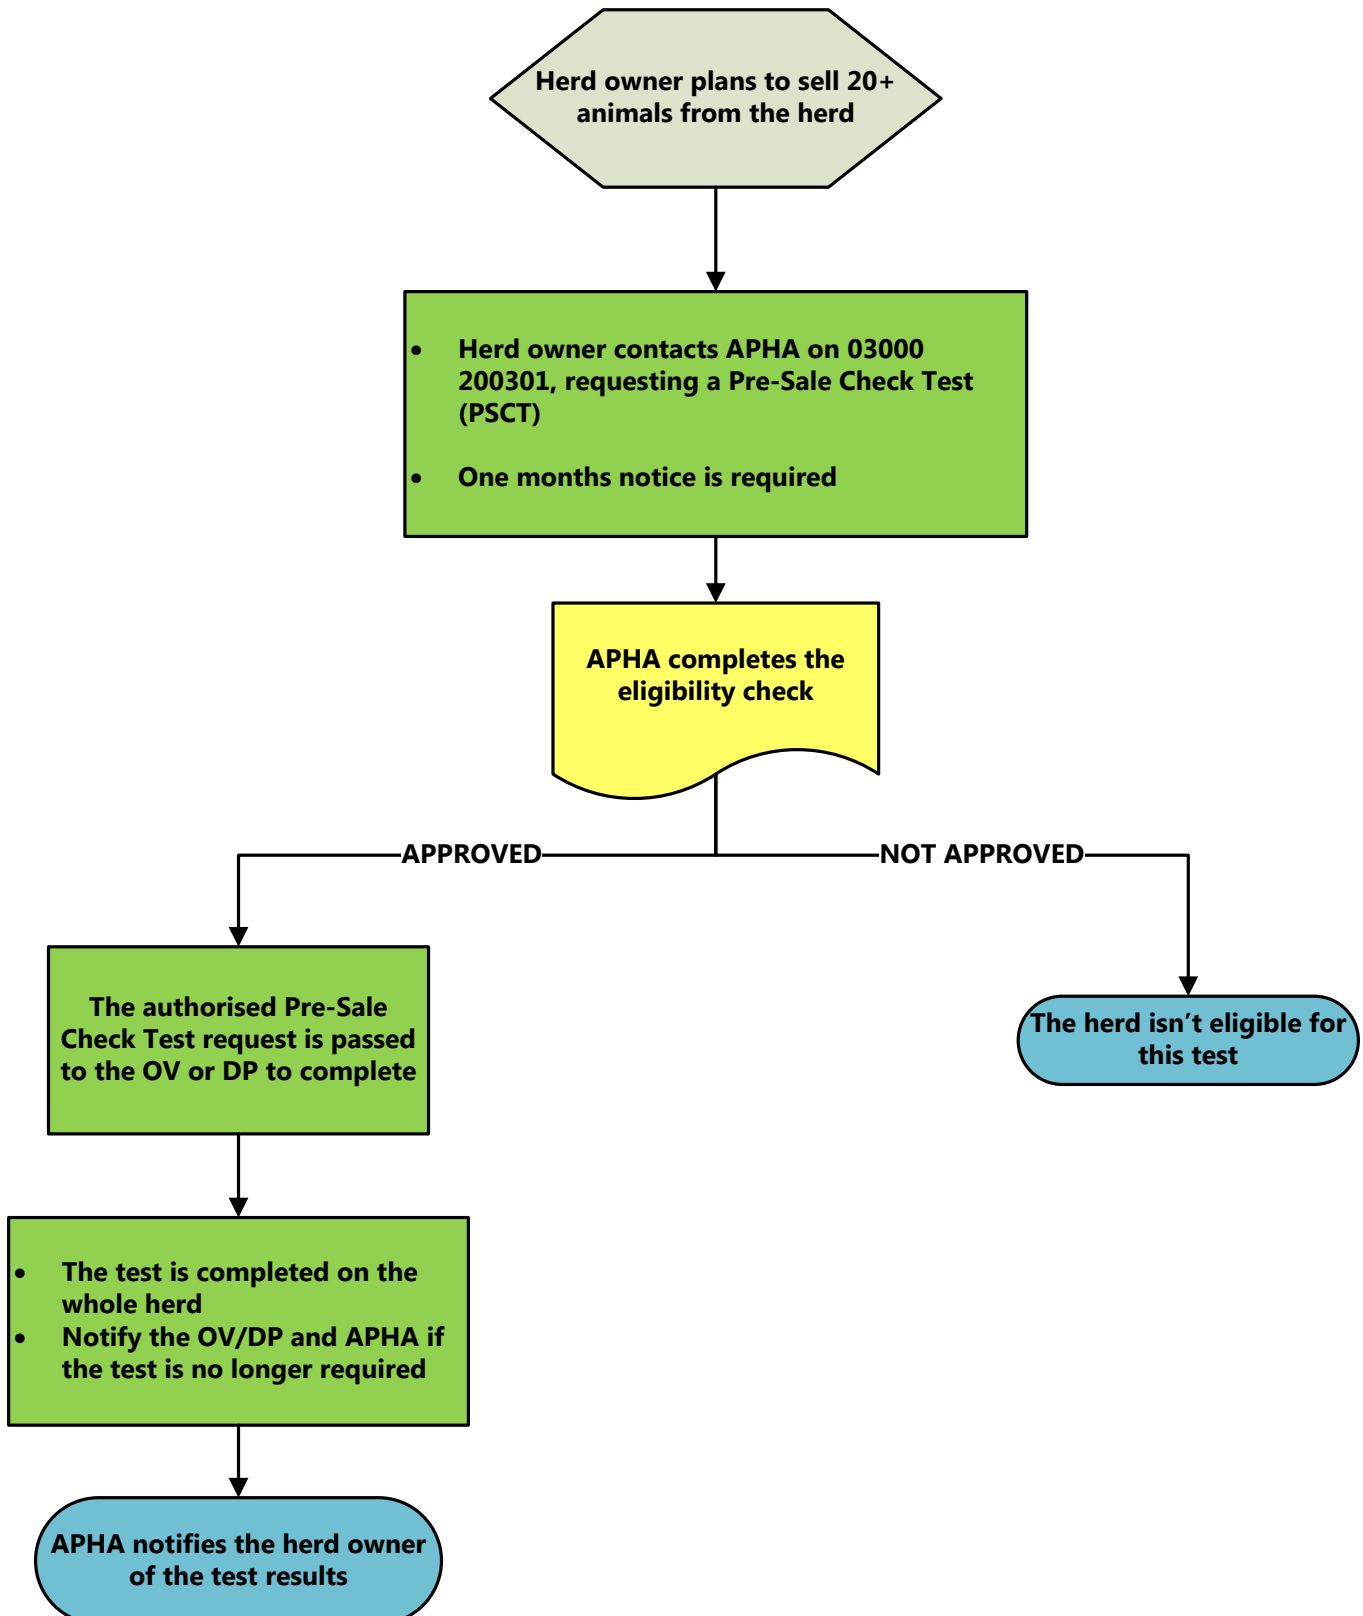 Herd owner plans to sell 20+
animals from the herd
• Herd owner contacts APHA on 03000
200301, requesting a Pre-Sale Check Test
(PSCT)
• One months notice is required
APHA completes the
eligibility check
APPROVED
NOT APPROVED
The authorised Pre-Sale
Check Test request is passed
to the OV or DP to complete
The herd isn’t eligible for
this test
• The test is completed on the
whole herd
• Notify the OV/DP and APHA if
the test is no longer required
APHA notifies the herd owner
of the test results